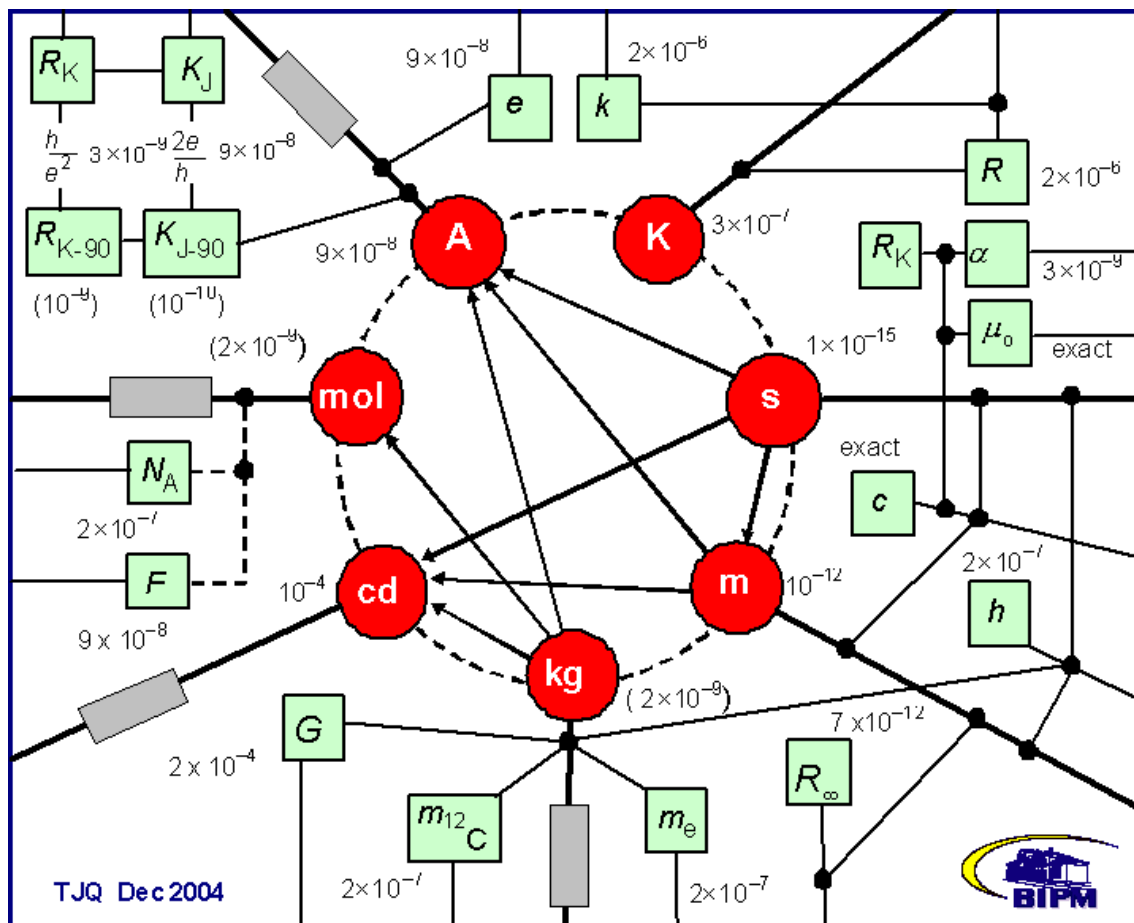 9×10⁻⁸
2×10⁻⁶
R_K
K_J
e
k
h/e²
3×10⁻⁹
2e/h
9×10⁻⁸
R
2×10⁻⁶
A
K
3×10⁻⁷
R_K-90
K_J-90
9×10⁻⁸
R_K
α
3×10⁻⁹
(10⁻⁹)
(10⁻¹⁰)
μ_o
exact
(2×10⁻⁹)
1×10⁻¹⁵
mol
s
exact
N_A
c
2×10⁻⁷
2×10⁻⁷
F
10⁻⁴
cd
m
10⁻¹²
h
9 x 10⁻⁸
kg
( 2×10⁻⁹)
G
7 x10⁻¹²
2 x 10⁻⁴
R_∞
m_12C
m_e
2×10⁻⁷
2×10⁻⁷
TJQ Dec 2004
BIPM